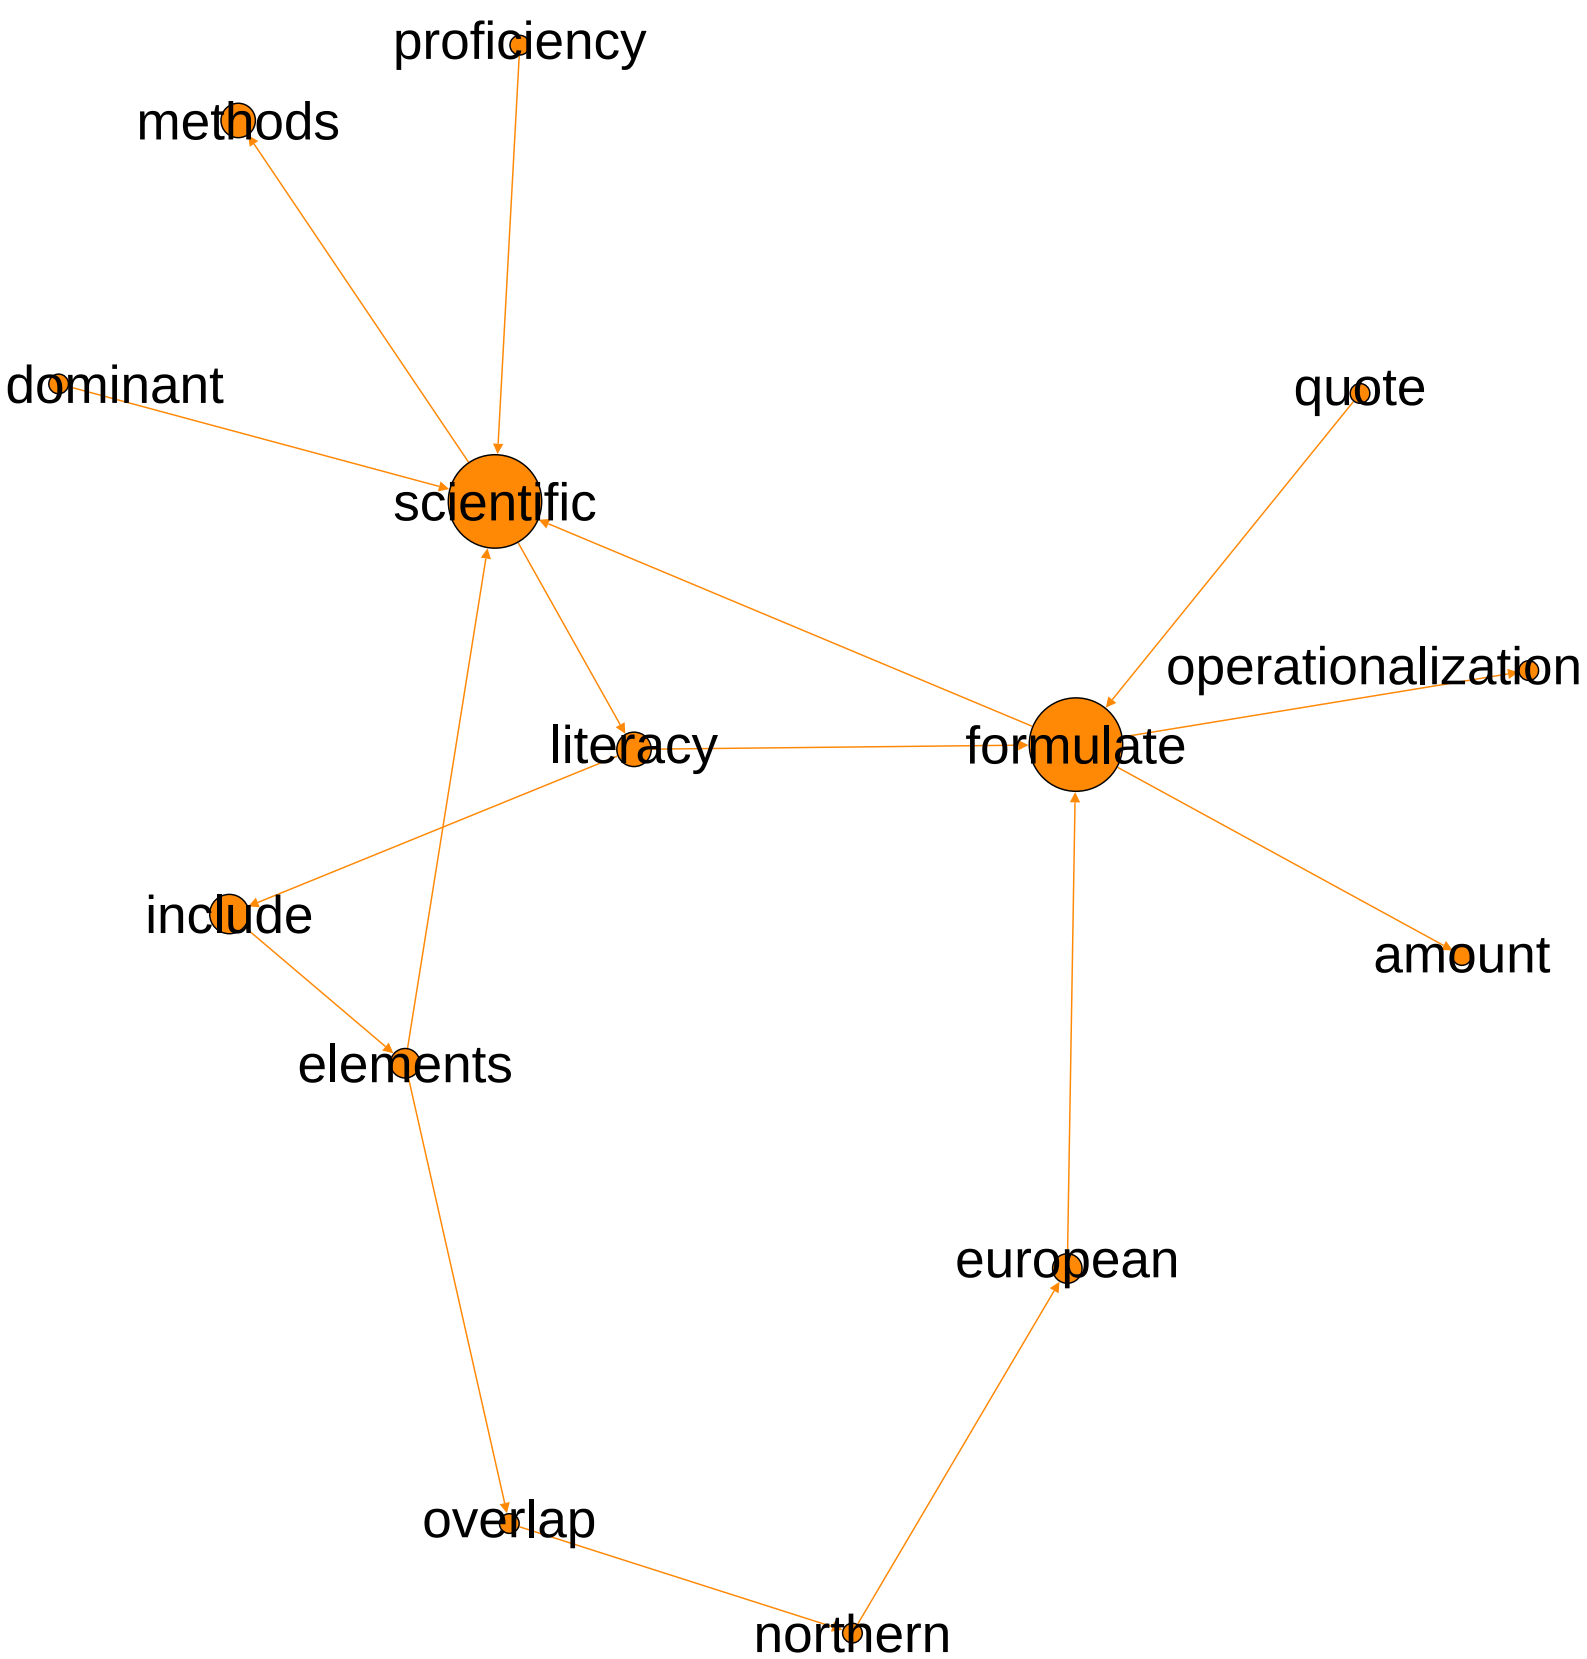 proficiency
methods
dominant
quote
scientific
operationalization
literacy
formulate
include
amount
elements
european
overlap
northern